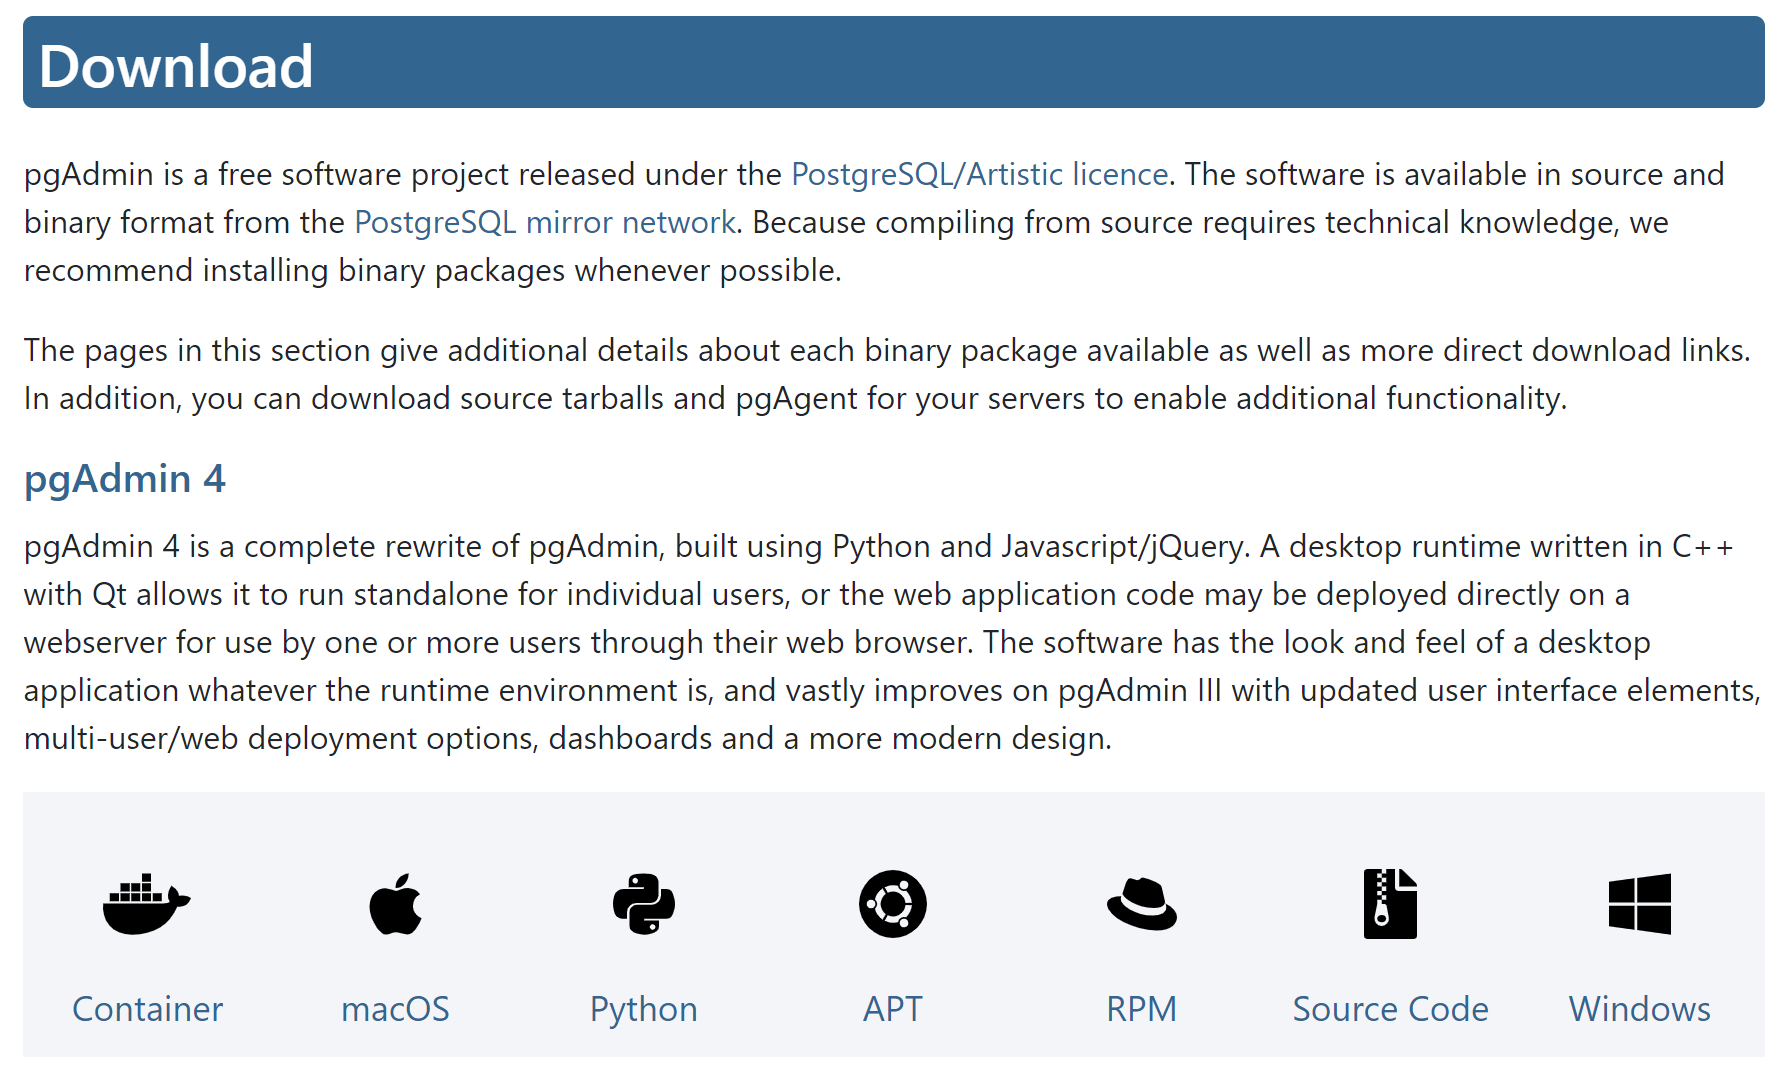 Download
pgAdmin is a free software project released under the PostgreSQL/Artistic licence. The software is available in source and
binary format from the PostgreSQL mirror network. Because compiling from source requires technical knowledge, we
recommend installing binary packages whenever possible.
The pages in this section give additional details about each binary package available as well as more direct download links.
In addition, you can download source tarballs and pgAgent for your servers to enable additional functionality.
pgAdmin 4
pgAdmin 4 is a complete rewrite of pgAdmin, built using Python and Javascript/jQuery. A desktop runtime written in C++
with Qt allows it to run standalone for individual users, or the web application code may be deployed directly on a
webserver for use by one or more users through their web browser. The software has the look and feel of a desktop
application whatever the runtime environment is, and vastly improves on pgAdmin III with updated user interface elements,
multi-user/web deployment options, dashboards and a more modern design.
Container macOS Python APT RPM Source Code Windows